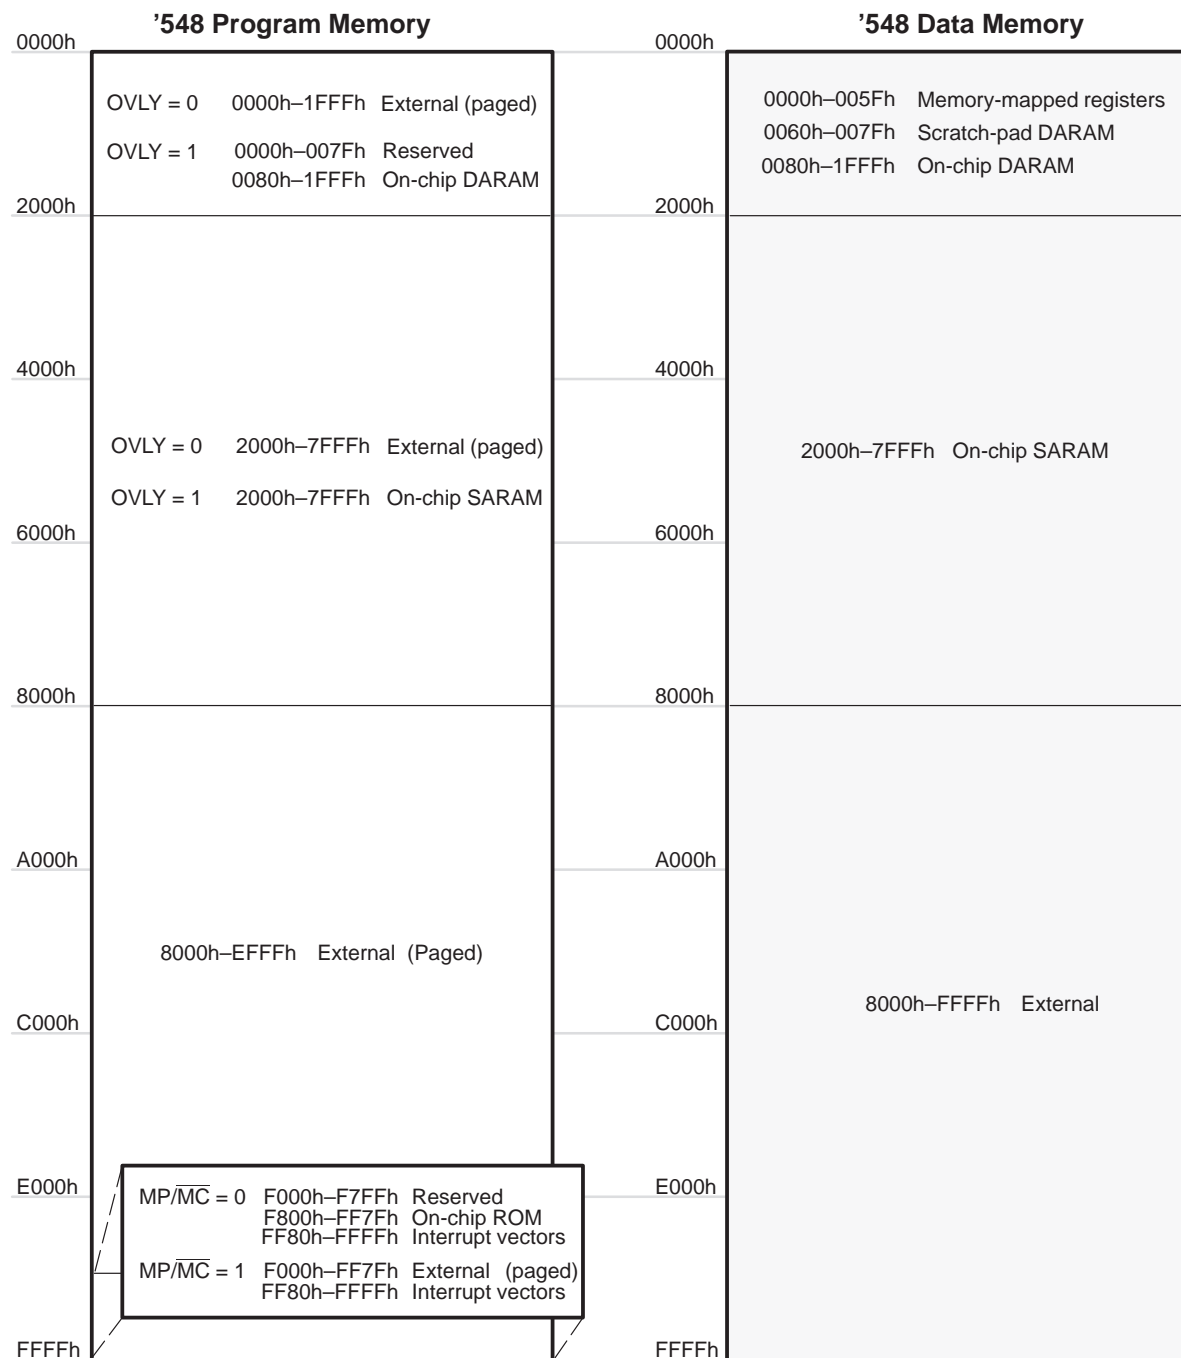 '548 Program Memory
0000h
OVLY = 0 0000h–1FFFh External (paged)
OVLY = 1 0000h–007Fh Reserved
0080h–1FFFh On-chip DARAM
2000h
4000h
OVLY = 0 2000h–7FFFh External (paged)
OVLY = 1 2000h–7FFFh On-chip SARAM
6000h
8000h
A000h
8000h–EFFFh External (Paged)
C000h
E000h
MP/M̅C̅ = 0 F000h–F7FFh Reserved
F800h–FF7Fh On-chip ROM
FF80h–FFFFh Interrupt vectors
MP/M̅C̅ = 1 F000h–FF7Fh External (paged)
FF80h–FFFFh Interrupt vectors
FFFFh
'548 Data Memory
0000h
0000h–005Fh Memory-mapped registers
0060h–007Fh Scratch-pad DARAM
0080h–1FFFh On-chip DARAM
2000h
4000h
2000h–7FFFh On-chip SARAM
6000h
8000h
A000h
8000h–FFFFh External
C000h
E000h
FFFFh